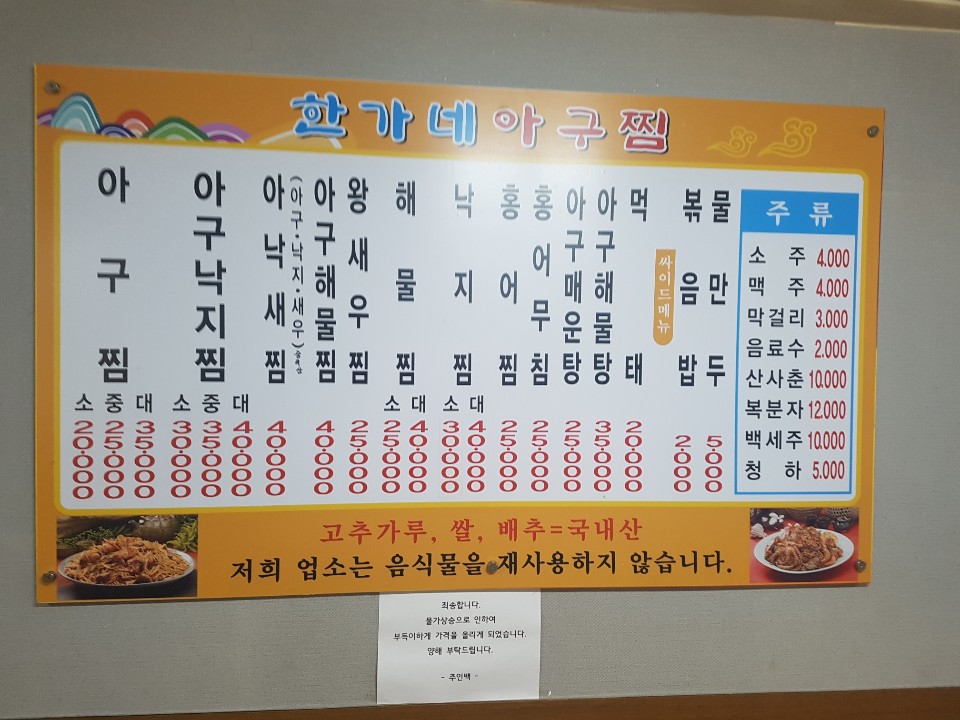 한가네아구찜
아구찜
소 중 대
20.000 25.000 35.000
아구낙지찜
소 중 대
30.000 35.000 40.000
아낙새찜
(아구·낙지·새우)
40.000
아구해물찜
40.000
왕새우찜
25.000
해물찜
소 대
25.000 40.000
낙지찜
소 대
30.000 40.000
홍어찜
25.000
홍어무침
25.000
아구매운탕
25.000
아구해물탕
35.000
먹태
20.000
싸이드메뉴
볶음밥
2.000
물만두
5.000
주 류
소 주 4.000
맥 주 4.000
막걸리 3.000
음료수 2.000
산사춘 10.000
복분자 12.000
백세주 10.000
청 하 5.000
고추가루, 쌀, 배추=국내산
저희 업소는 음식물을 재사용하지 않습니다.
죄송합니다.
물가상승으로 인하여
부득이하게 가격을 올리게 되었습니다.
양해 부탁드립니다.
- 주인백 -